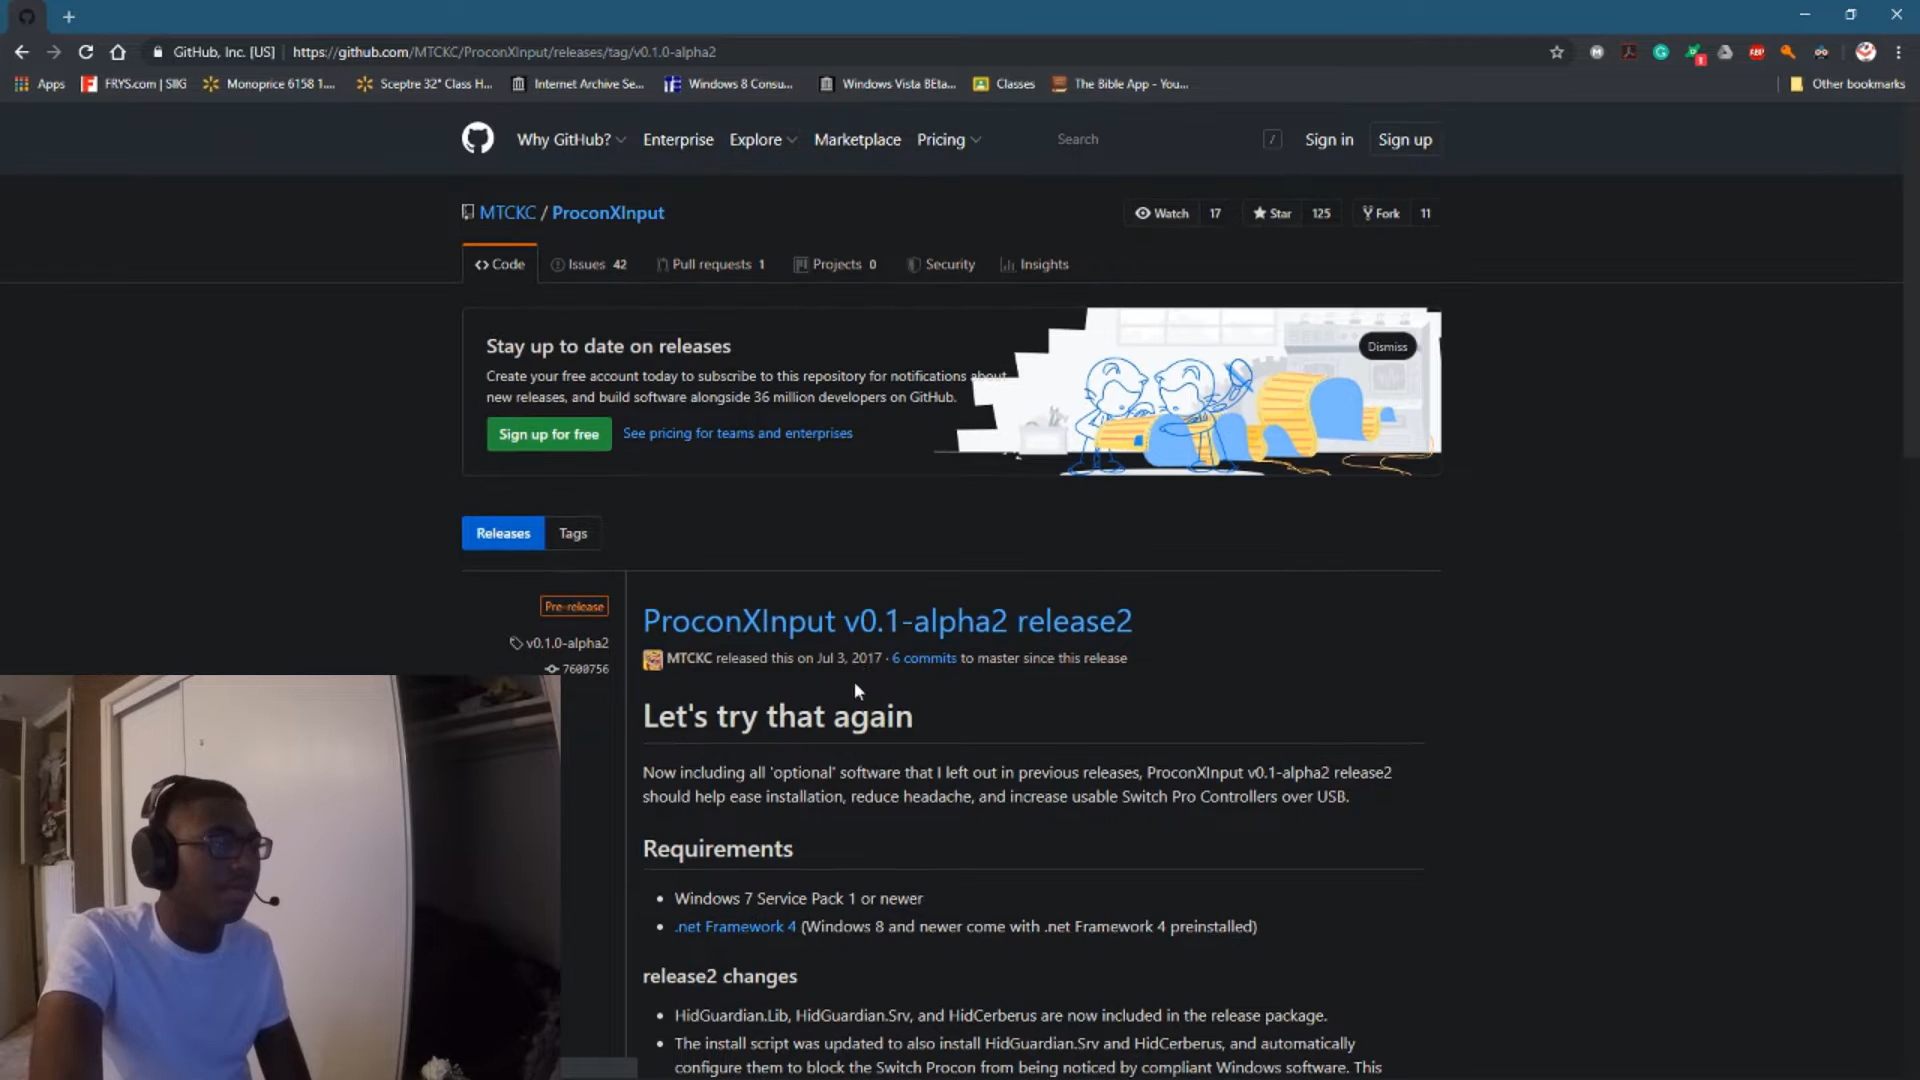 GitHub, Inc. [US] | https://github.com/MTCKC/ProconXInput/releases/tag/v0.1.0-alpha2
Apps FRYS.com | SIIG Monoprice 6158 1.... Sceptre 32" Class H... Internet Archive Se... Windows 8 Consu... Windows Vista BEta... Classes The Bible App - You... Other bookmarks
Why GitHub? Enterprise Explore Marketplace Pricing Search / Sign in Sign up
MTCKC / ProconXInput Watch 17 Star 125 Fork 11
Code Issues 42 Pull requests 1 Projects 0 Security Insights
Stay up to date on releases
Dismiss
Create your free account today to subscribe to this repository for notifications about
new releases, and build software alongside 36 million developers on GitHub.
Sign up for free See pricing for teams and enterprises
Releases Tags
Pre-release
v0.1.0-alpha2
7600756
ProconXInput v0.1-alpha2 release2
MTCKC released this on Jul 3, 2017 · 6 commits to master since this release
Let's try that again
Now including all 'optional' software that I left out in previous releases, ProconXInput v0.1-alpha2 release2
should help ease installation, reduce headache, and increase usable Switch Pro Controllers over USB.
Requirements
• Windows 7 Service Pack 1 or newer
• .net Framework 4 (Windows 8 and newer come with .net Framework 4 preinstalled)
release2 changes
• HidGuardian.Lib, HidGuardian.Srv, and HidCerberus are now included in the release package.
• The install script was updated to also install HidGuardian.Srv and HidCerberus, and automatically
configure them to block the Switch Procon from being noticed by compliant Windows software. This